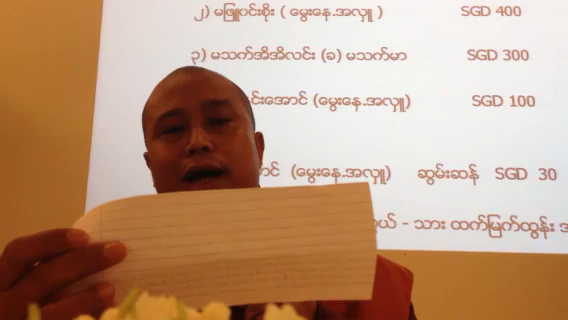 ၂) မဖြူဝင်းစိုး ( မွေးနေ့အလှူ ) SGD 400
၃) မသက်အိအိလင်း (ခ) မသက်မာ SGD 300
င်းအောင် (မွေးနေ့အလှူ) SGD 100
င် (မွေးနေ့အလှူ) ဆွမ်းဆန် SGD 30
- သား ထက်မြက်ထွန်း